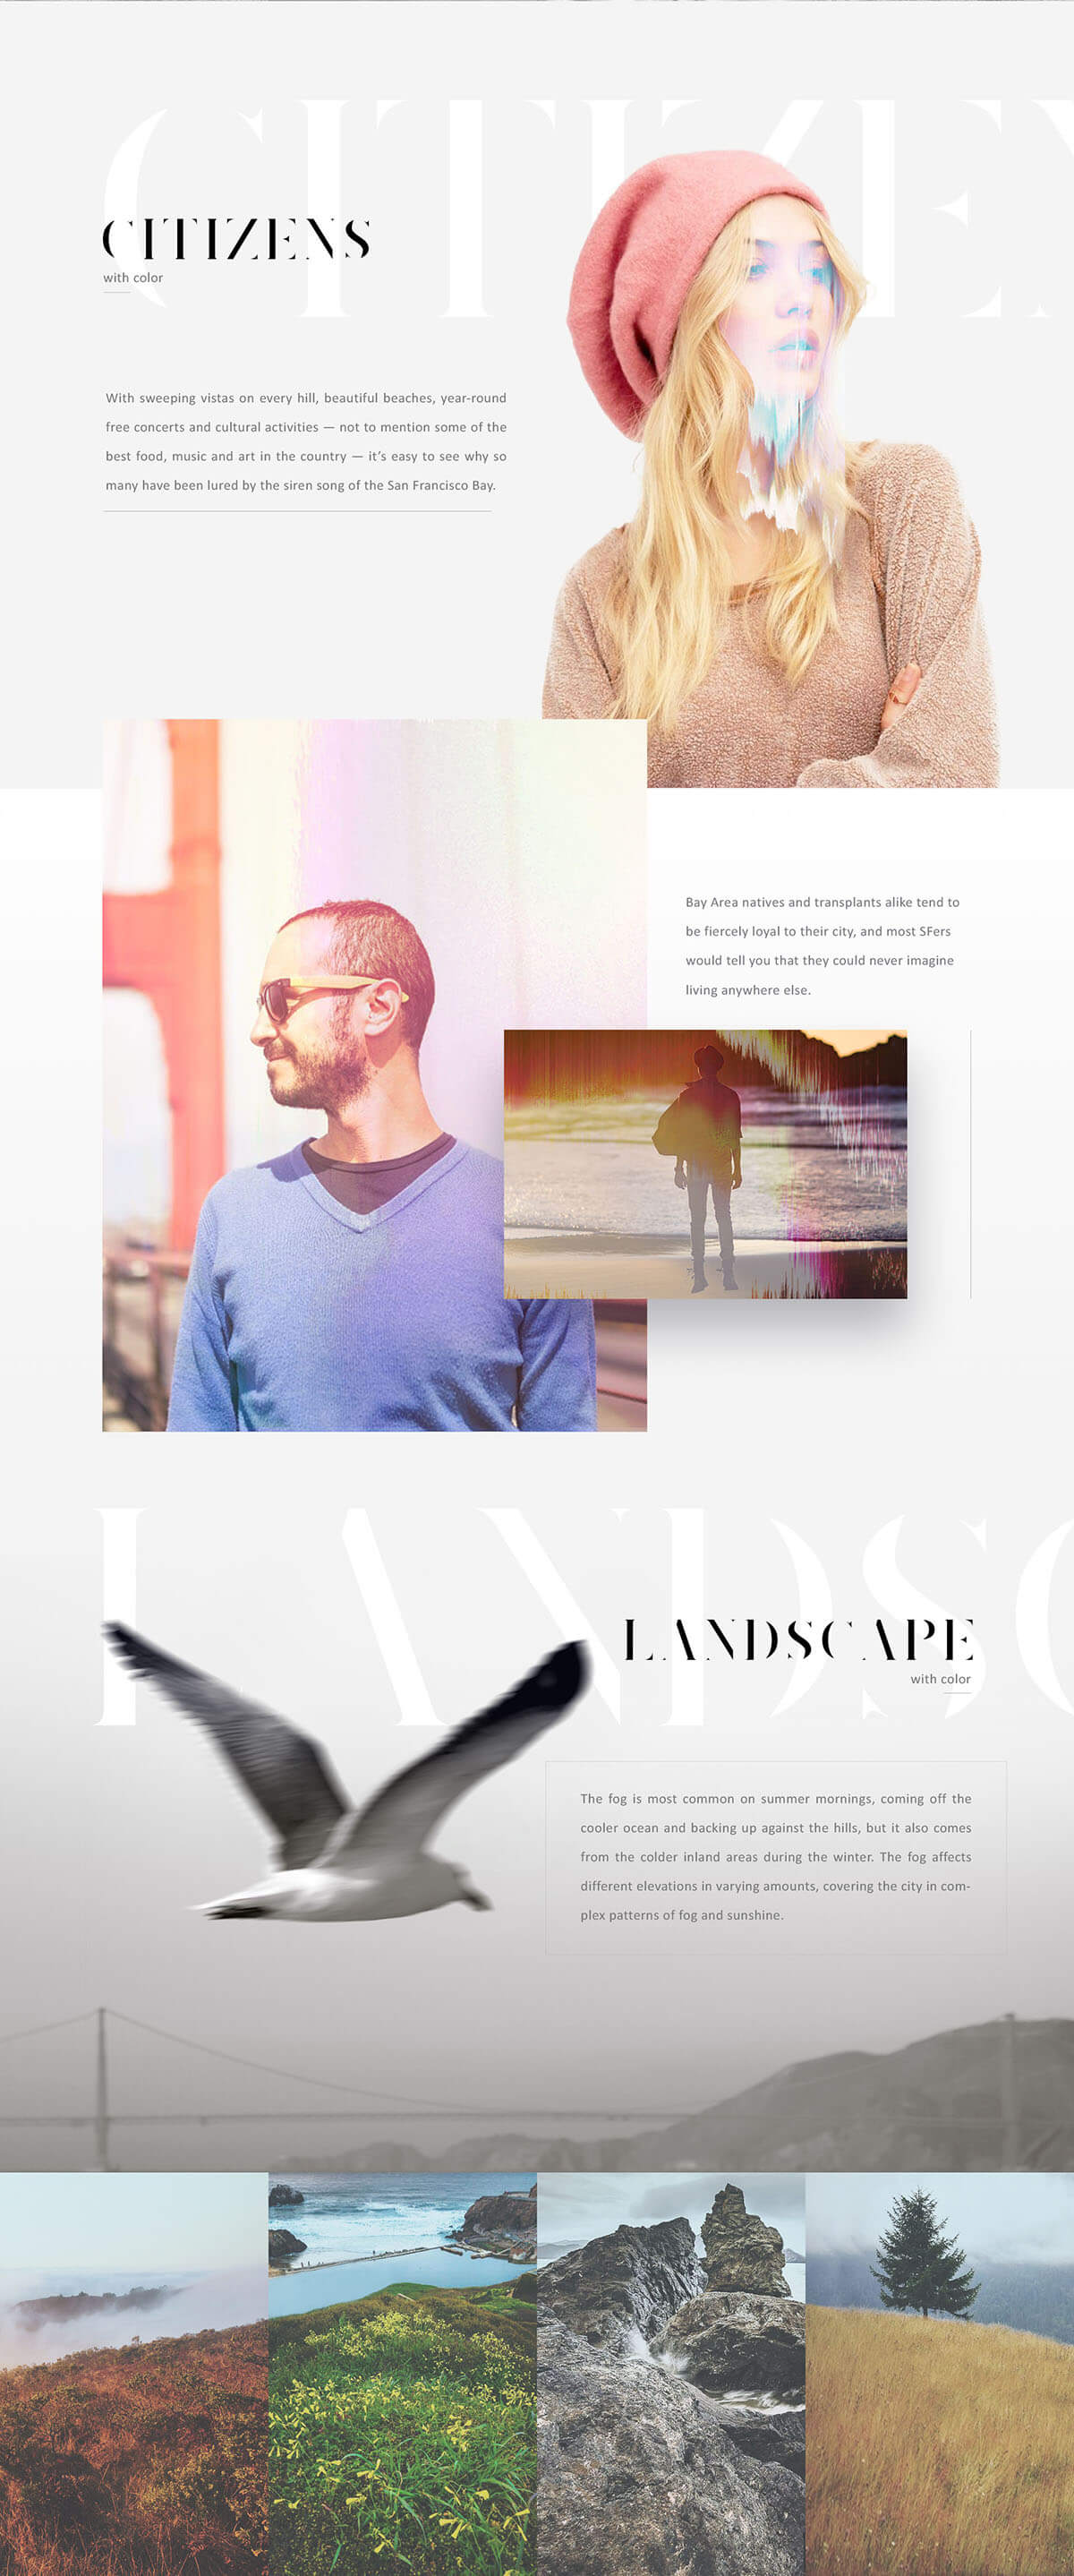 CITIZEN
CITIZENS
with color
With sweeping vistas on every hill, beautiful beaches, year-round
free concerts and cultural activities — not to mention some of the
best food, music and art in the country — it’s easy to see why so
many have been lured by the siren song of the San Francisco Bay.
Bay Area natives and transplants alike tend to
be fiercely loyal to their city, and most SFers
would tell you that they could never imagine
living anywhere else.
LANDSC
LANDSCAPE
with color
The fog is most common on summer mornings, coming off the
cooler ocean and backing up against the hills, but it also comes
from the colder inland areas during the winter. The fog affects
different elevations in varying amounts, covering the city in com-
plex patterns of fog and sunshine.